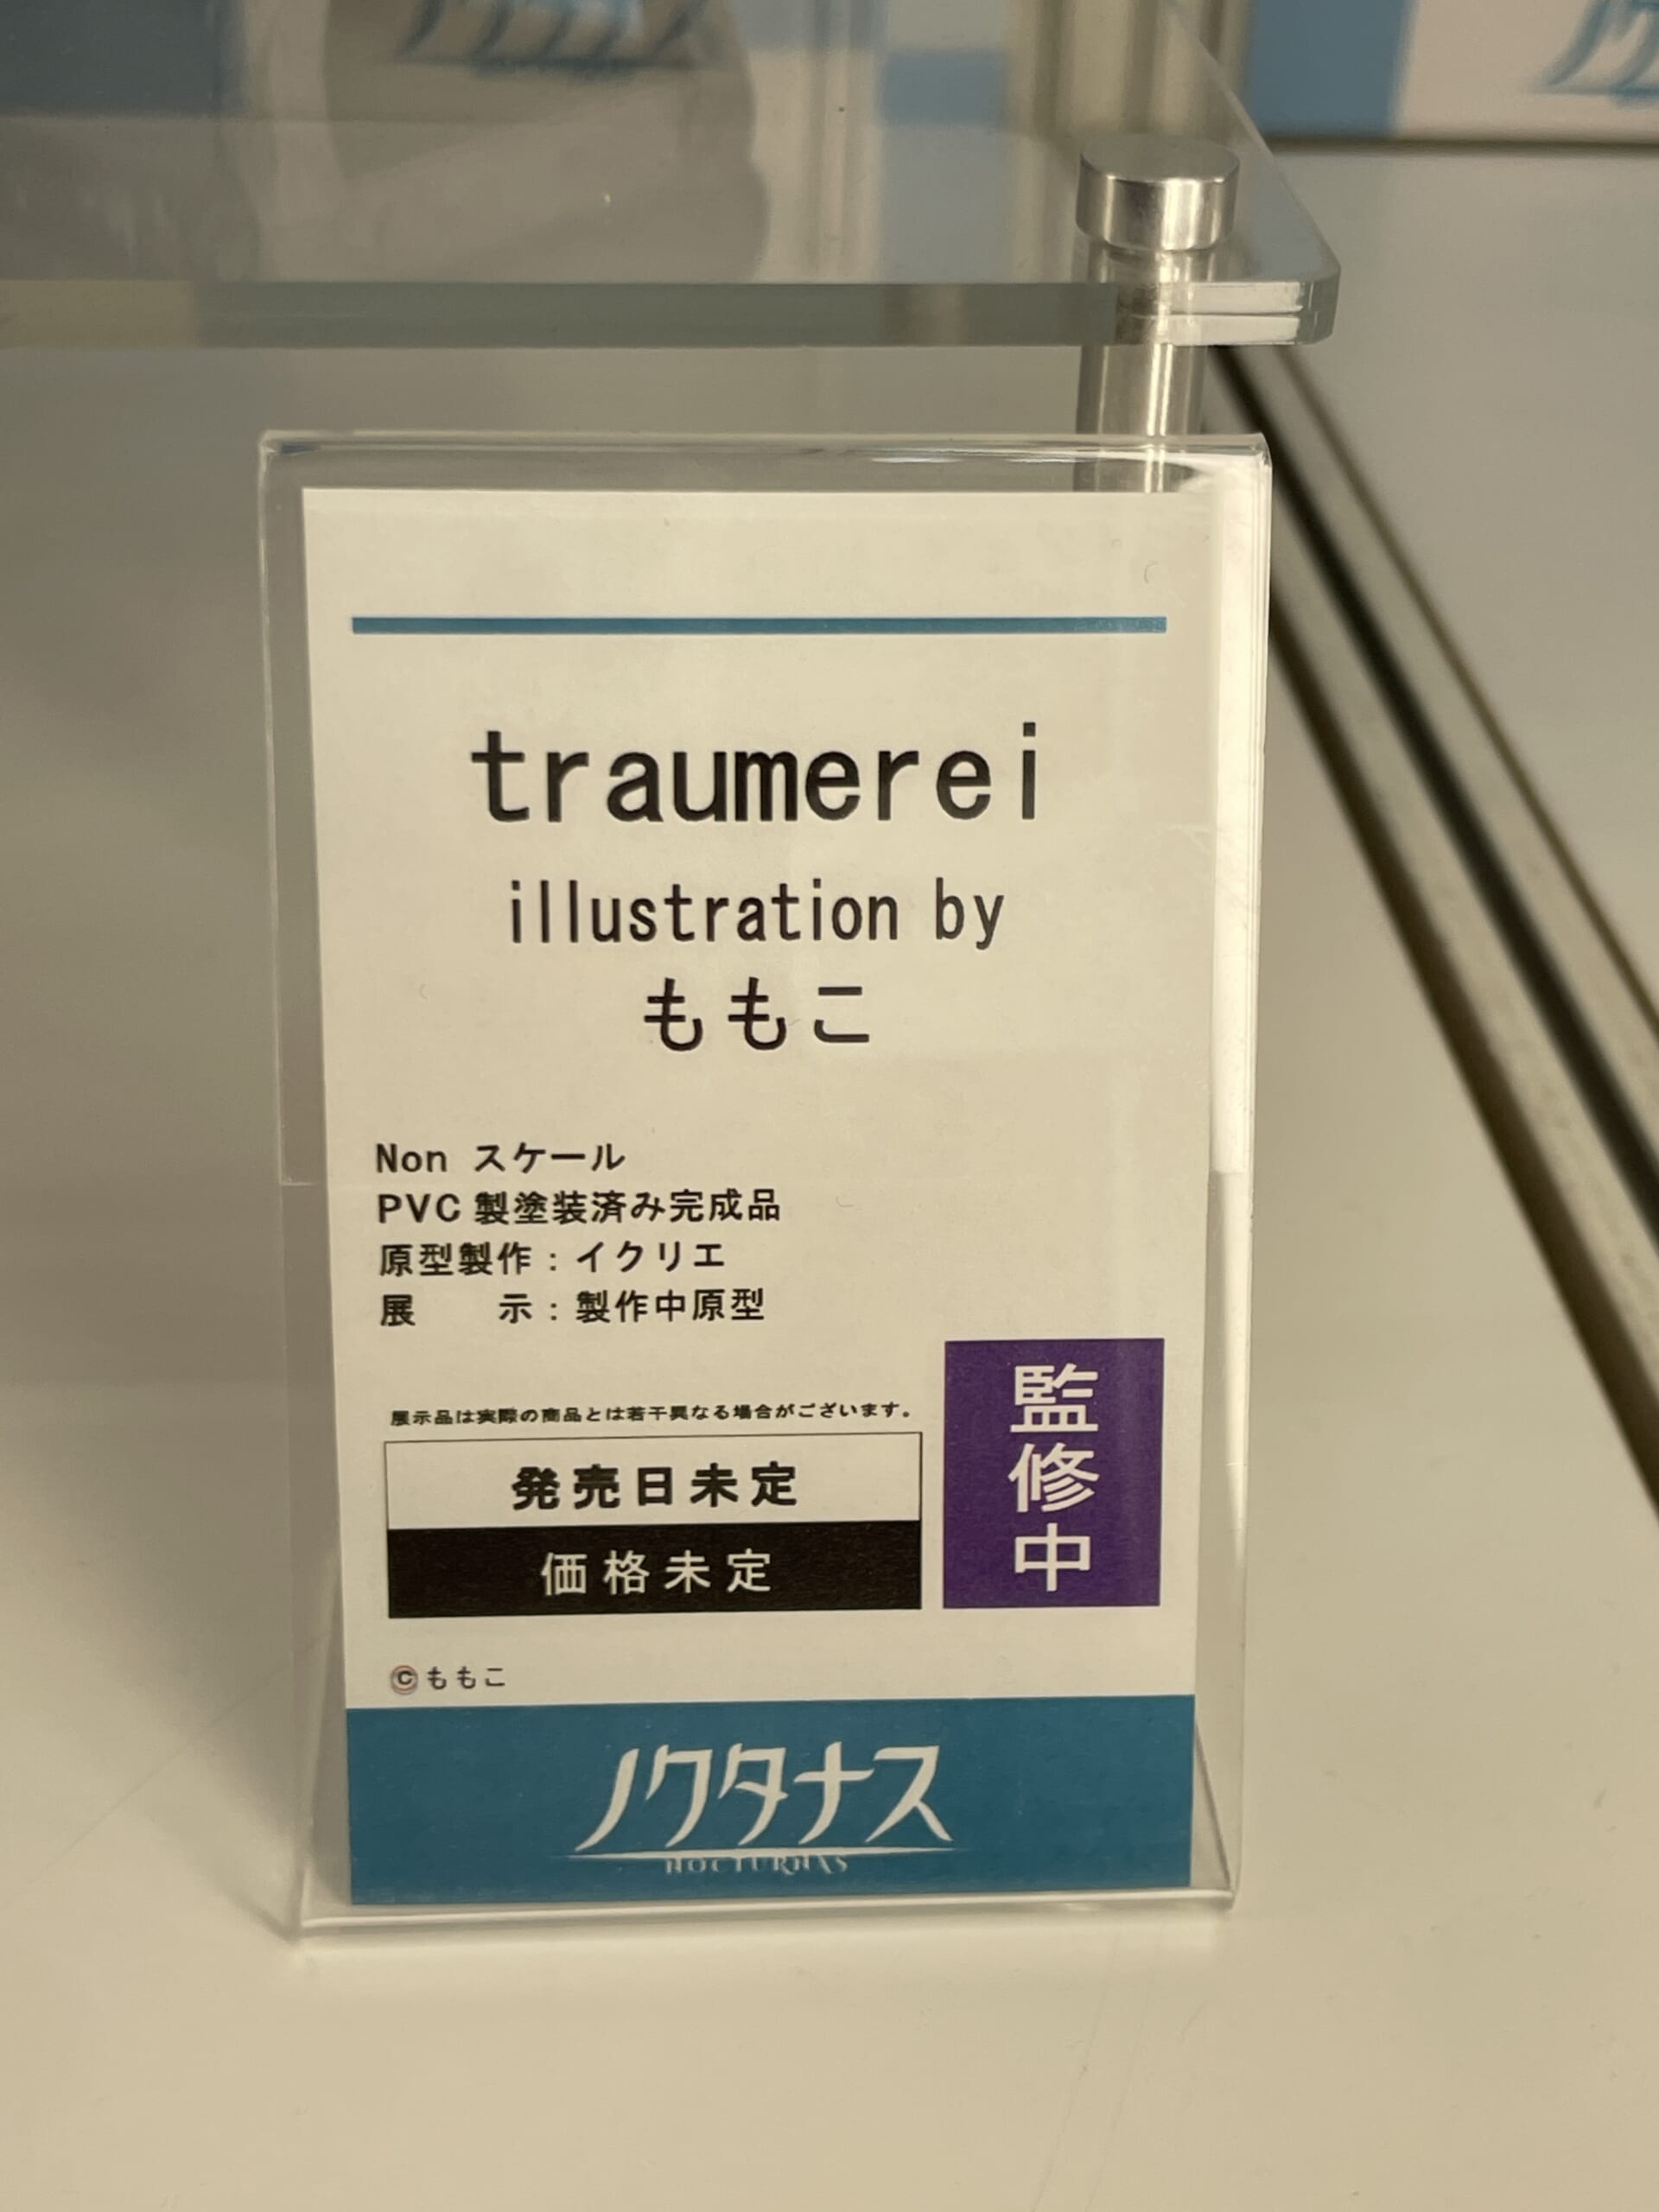 traumerei
illustration by
ももこ
Non スケール
PVC製塗装済み完成品
原型製作：イクリエ
展　　示：製作中原型
展示品は実際の商品とは若干異なる場合がございます。
発売日未定
価格未定
監修中
©ももこ
ノクタナス
NOCTURNAS